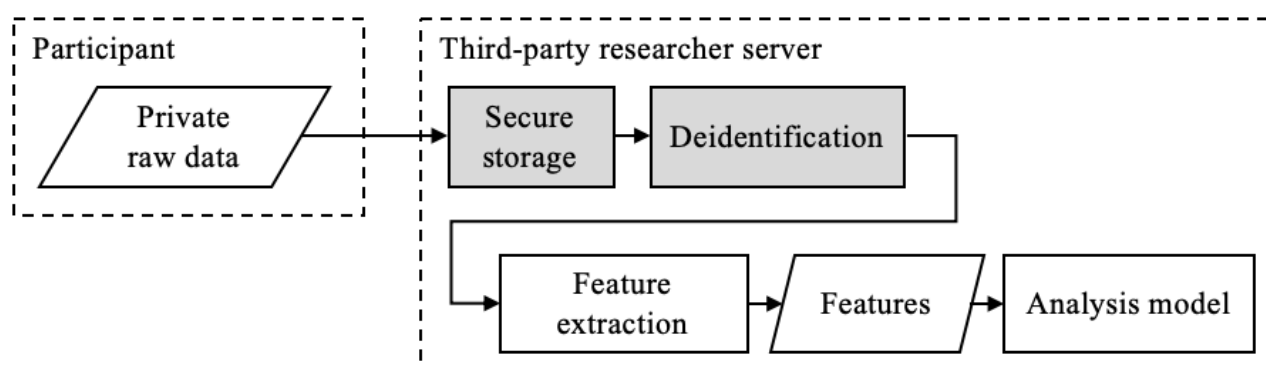 Participant
Private
raw data
Third-party researcher server
Secure
storage
Deidentification
Feature
extraction
Features
Analysis model